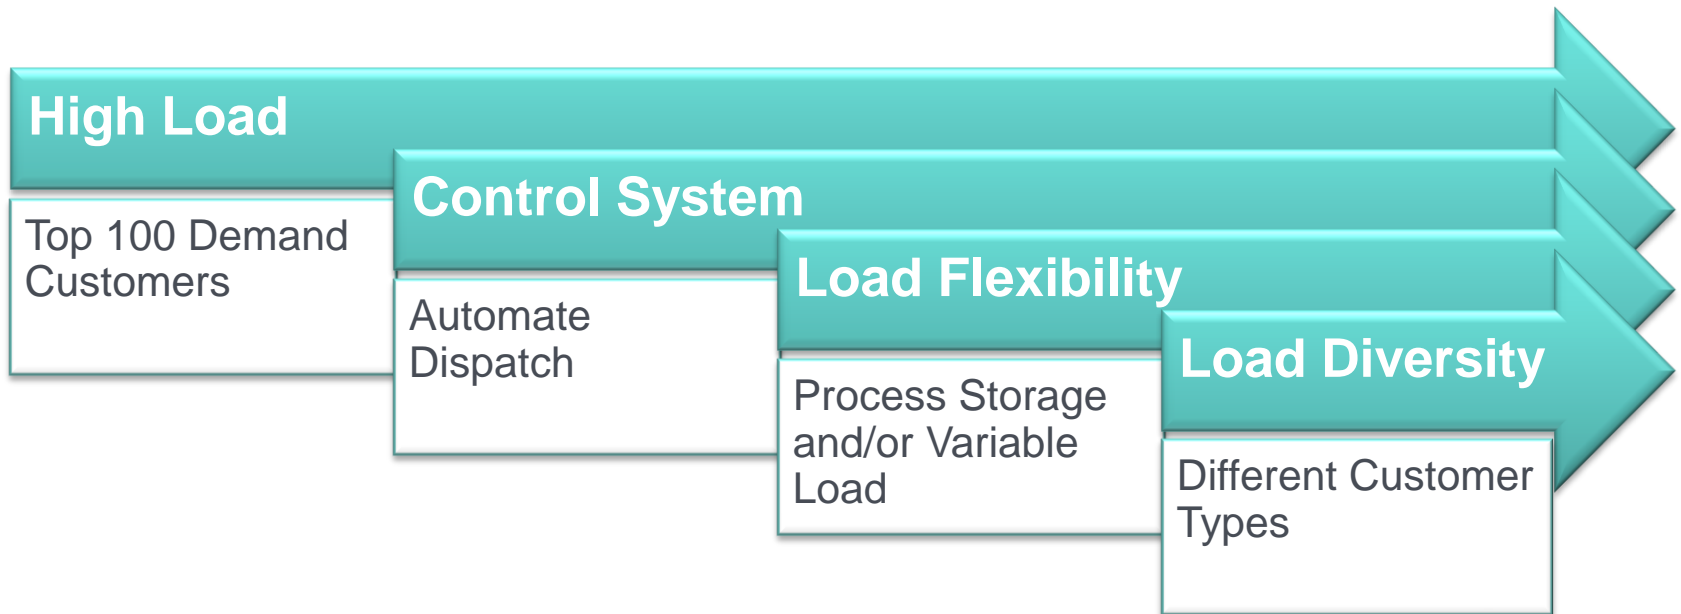 High Load
Top 100 Demand
Customers
Control System
Automate
Dispatch
Load Flexibility
Process Storage
and/or Variable
Load
Load Diversity
Different Customer
Types